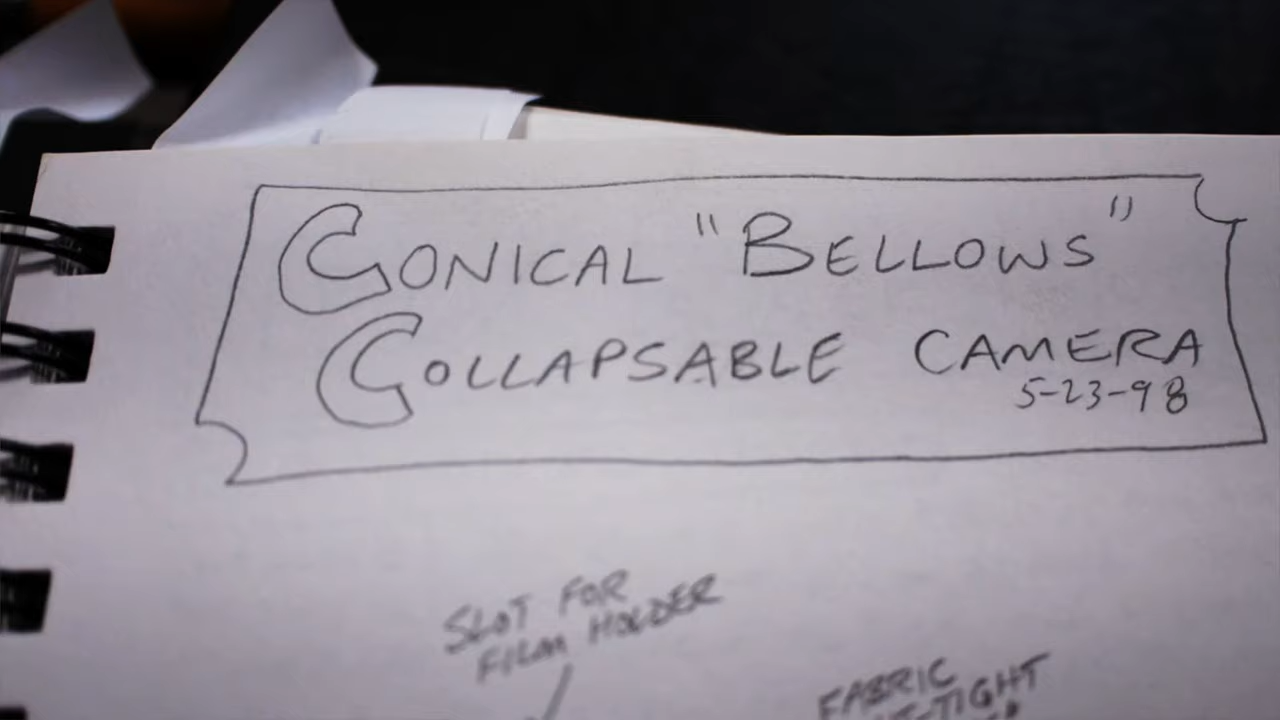 CONICAL "BELLOWS"
COLLAPSABLE CAMERA
5-23-98
SLOT FOR
FILM HOLDER
FABRIC